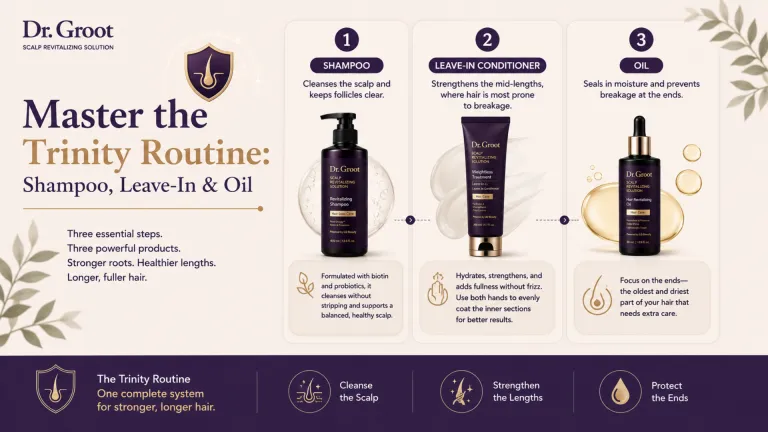 Dr. Groot
SCALP REVITALIZING SOLUTION
Master the
Trinity Routine:
Shampoo, Leave-In & Oil
Three essential steps.
Three powerful products.
Stronger roots. Healthier lengths.
Longer, fuller hair.
1
SHAMPOO
Cleanses the scalp and
keeps follicles clear.
Dr. Groot
SCALP
REVITALIZING
SOLUTION
Revitalizing
Shampoo
Formulated with biotin
and probiotics, it
cleanses without
stripping and supports a
balanced, healthy scalp.
2
LEAVE-IN CONDITIONER
Strengthens the mid-lengths,
where hair is most prone
to breakage.
Dr. Groot
SCALP
REVITALIZING
SOLUTION
Weightless
Treatment
Hydrates, strengthens, and
adds fullness without frizz.
Use both hands to evenly
coat the inner sections
for better results.
3
OIL
Seals in moisture and prevents
breakage at the ends.
Dr. Groot
SCALP
REVITALIZING
SOLUTION
Hair Revitalizing
Oil
Focus on the ends—
the oldest and driest
part of your hair that
needs extra care.
The Trinity Routine
One complete system
for stronger, longer hair.
Cleanse
the Scalp
Strengthen
the Lengths
Protect
the Ends